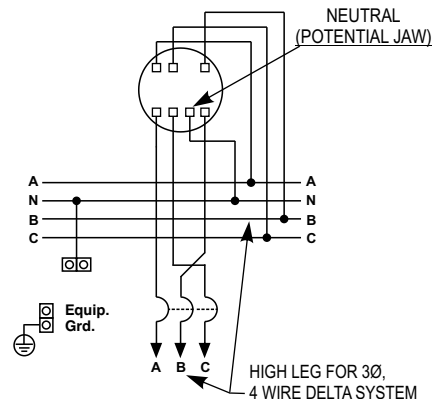 NEUTRAL
(POTENTIAL JAW)
A A
N N
B B
C C
Equip.
Grd.
A B C
HIGH LEG FOR 3Ø,
4 WIRE DELTA SYSTEM